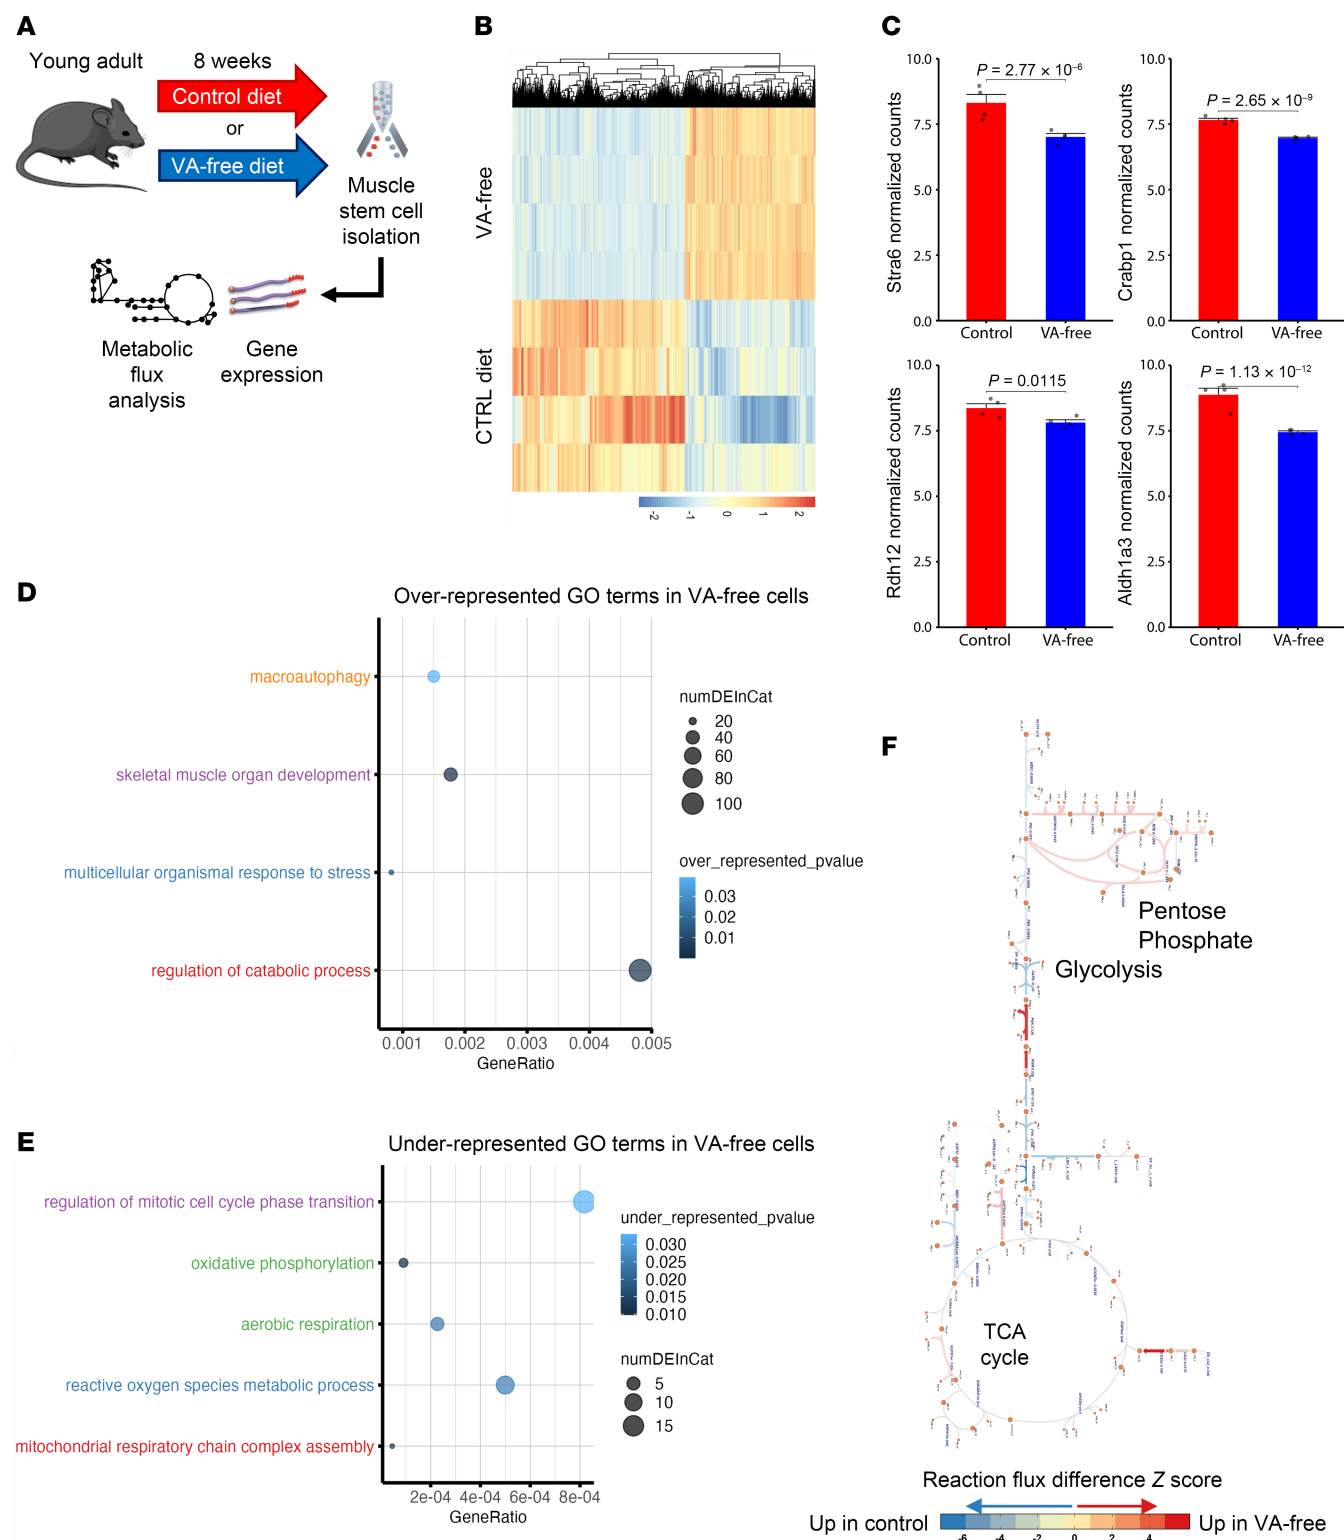 A
Young adult
8 weeks
Control diet
or
VA-free diet
Muscle
stem cell
isolation
Metabolic
flux
analysis
Gene
expression
B
VA-free
CTRL diet
-2 -1 0 1 2
C
Stra6 normalized counts
10.0
7.5
5.0
2.5
0.0
P = 2.77 × 10–6
Control VA-free
Crabp1 normalized counts
10.0
7.5
5.0
2.5
0.0
P = 2.65 × 10–9
Control VA-free
Rdh12 normalized counts
10.0
7.5
5.0
2.5
0.0
P = 0.0115
Control VA-free
Aldh1a3 normalized counts
10.0
7.5
5.0
2.5
0.0
P = 1.13 × 10–12
Control VA-free
D
Over-represented GO terms in VA-free cells
macroautophagy
skeletal muscle organ development
multicellular organismal response to stress
regulation of catabolic process
0.001 0.002 0.003 0.004 0.005
GeneRatio
numDEInCat
20
40
60
80
100
over_represented_pvalue
0.03
0.02
0.01
E
Under-represented GO terms in VA-free cells
regulation of mitotic cell cycle phase transition
oxidative phosphorylation
aerobic respiration
reactive oxygen species metabolic process
mitochondrial respiratory chain complex assembly
2e-04 4e-04 6e-04 8e-04
GeneRatio
under_represented_pvalue
0.030
0.025
0.020
0.015
0.010
numDEInCat
5
10
15
F
Pentose
Phosphate
Glycolysis
TCA
cycle
Reaction flux difference Z score
Up in control
Up in VA-free
-6 -4 -2 0 2 4